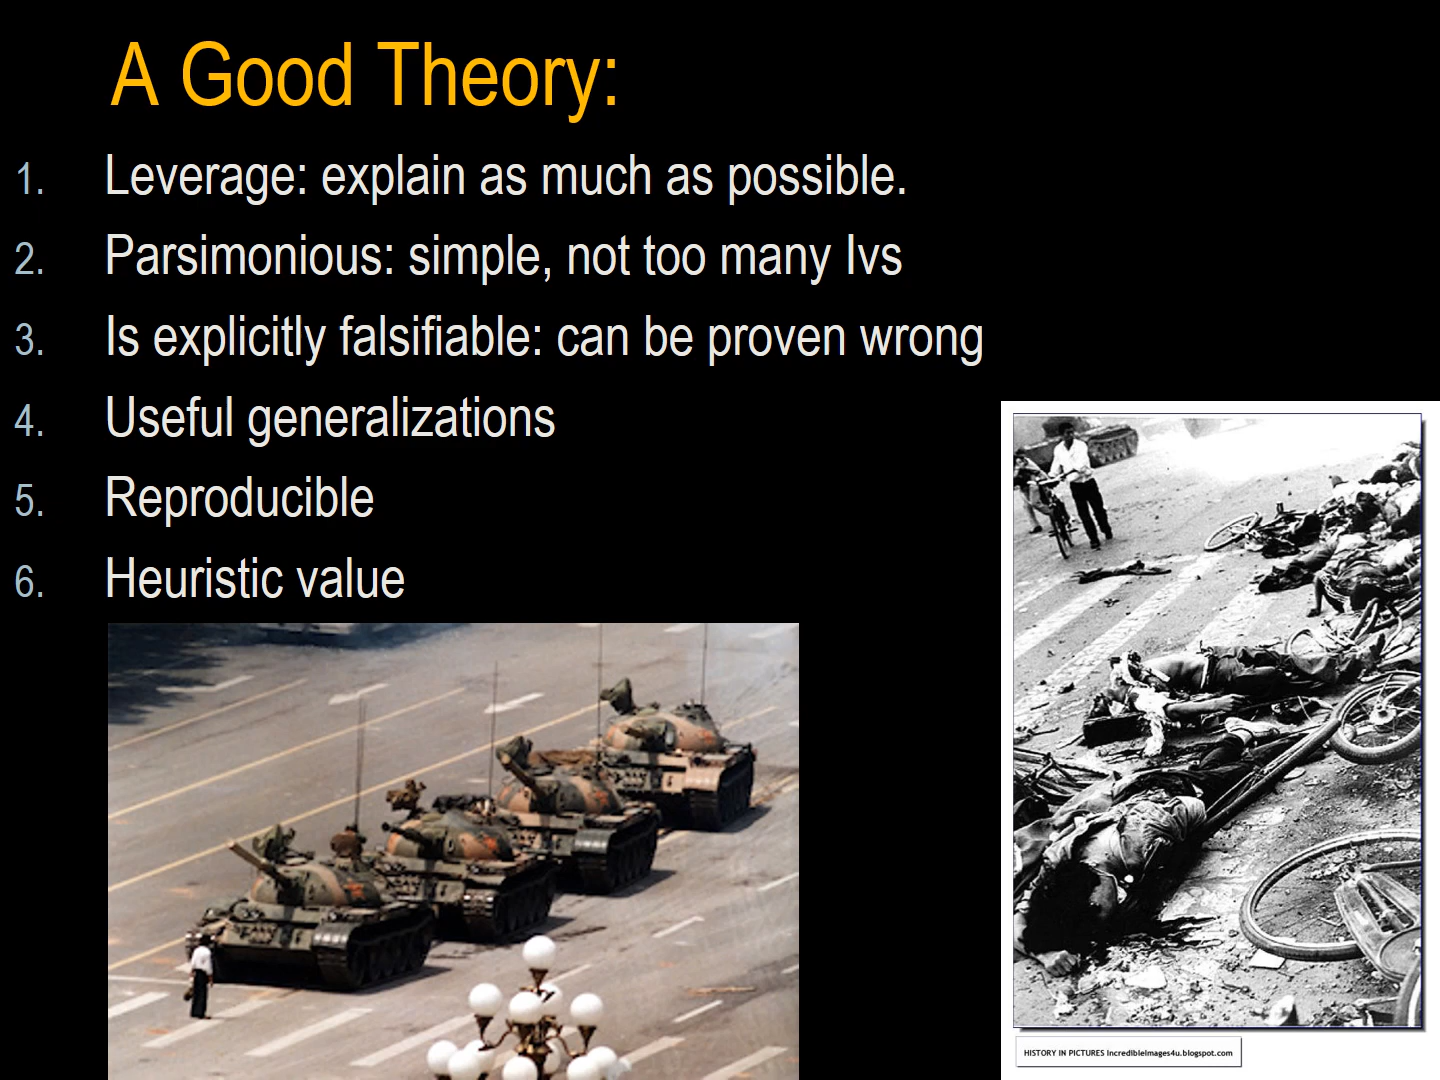 A Good Theory:
1. Leverage: explain as much as possible.
2. Parsimonious: simple, not too many Ivs
3. Is explicitly falsifiable: can be proven wrong
4. Useful generalizations
5. Reproducible
6. Heuristic value
HISTORY IN PICTURES incredibleimages4u.blogspot.com